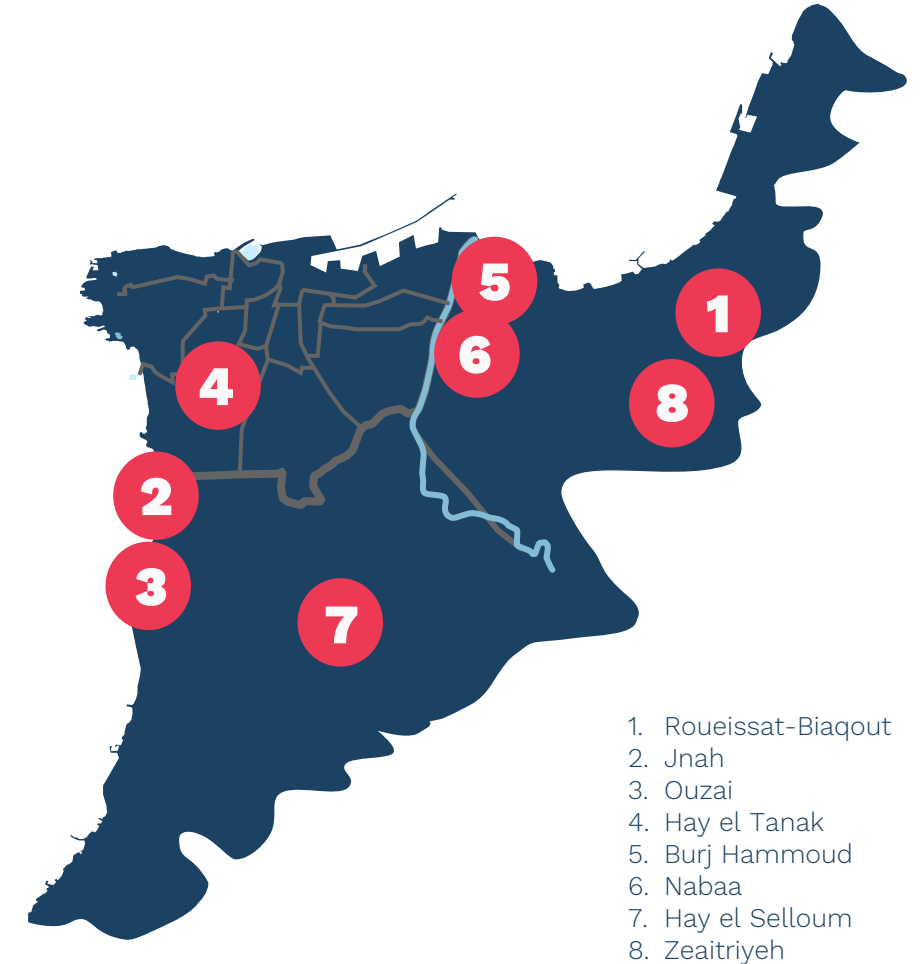 5
1
6
4
8
2
3
7
1. Roueissat-Biaqout
2. Jnah
3. Ouzai
4. Hay el Tanak
5. Burj Hammoud
6. Nabaa
7. Hay el Selloum
8. Zeaitriyeh